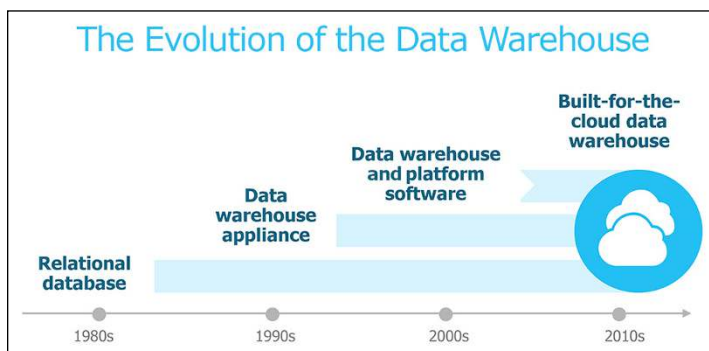 The Evolution of the Data Warehouse
Built-for-the-
cloud data
warehouse
Data warehouse
and platform
software
Data
warehouse
appliance
Relational
database
1980s
1990s
2000s
2010s